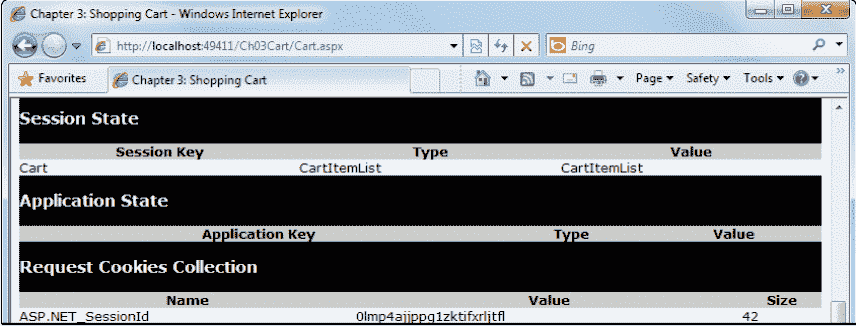 Chapter 3: Shopping Cart - Windows Internet Explorer
http://localhost:49411/Ch03Cart/Cart.aspx
Bing
Favorites
Chapter 3: Shopping Cart
Page
Safety
Tools
Session State
Session Key Type Value
Cart CartItemList CartItemList
Application State
Application Key Type Value
Request Cookies Collection
Name Value Size
ASP.NET_SessionId 0lmp4ajjppg1zktifxrljtfl 42